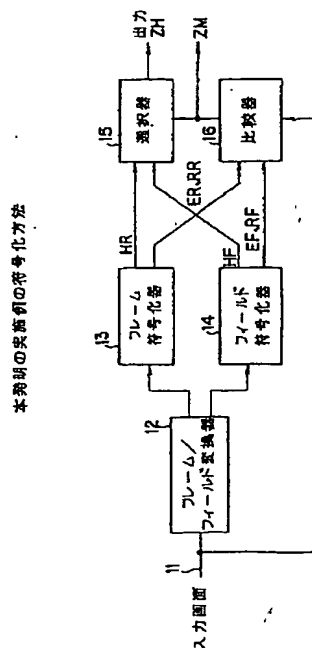 本発明の実施例の符号化方法
入力画面
11
12
フレーム/
フィールド変換器
13
フレーム
符号化器
14
フィールド
符号化器
HR
ER,RR
HF
EF,RF
15
選択器
16
比較器
出力
ZH
ZM